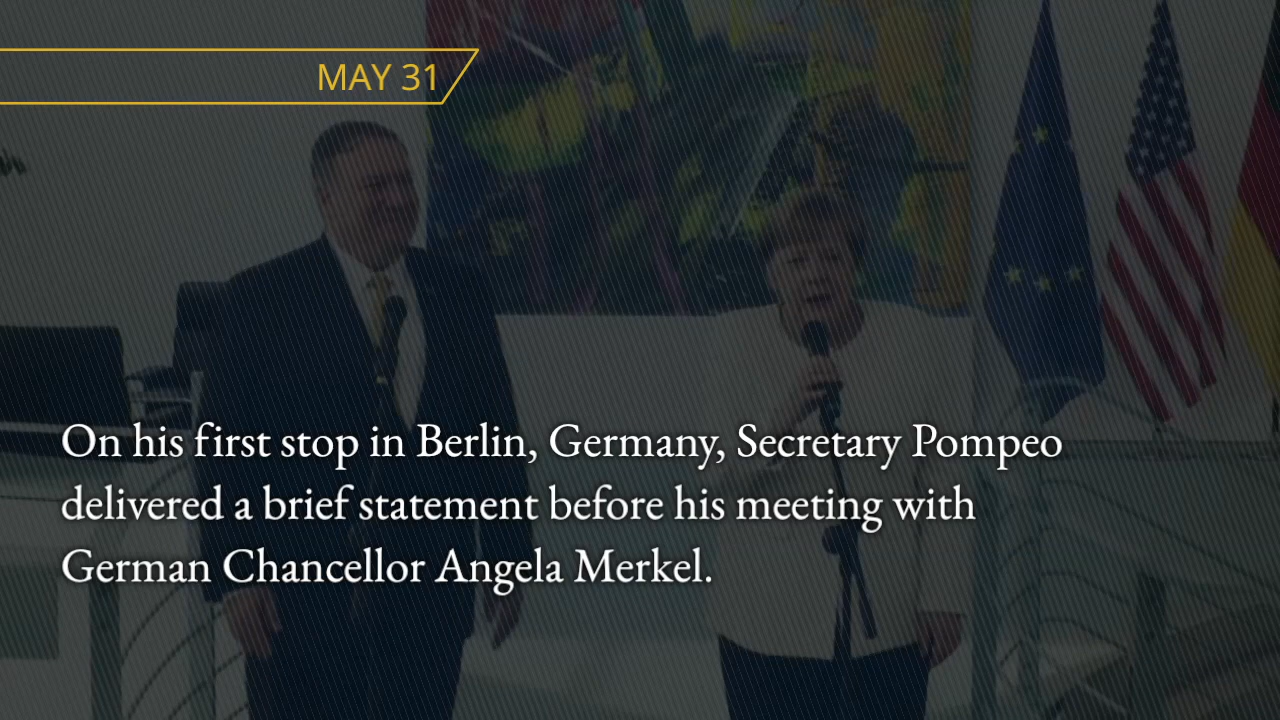 MAY 31
On his first stop in Berlin, Germany, Secretary Pompeo
delivered a brief statement before his meeting with
German Chancellor Angela Merkel.